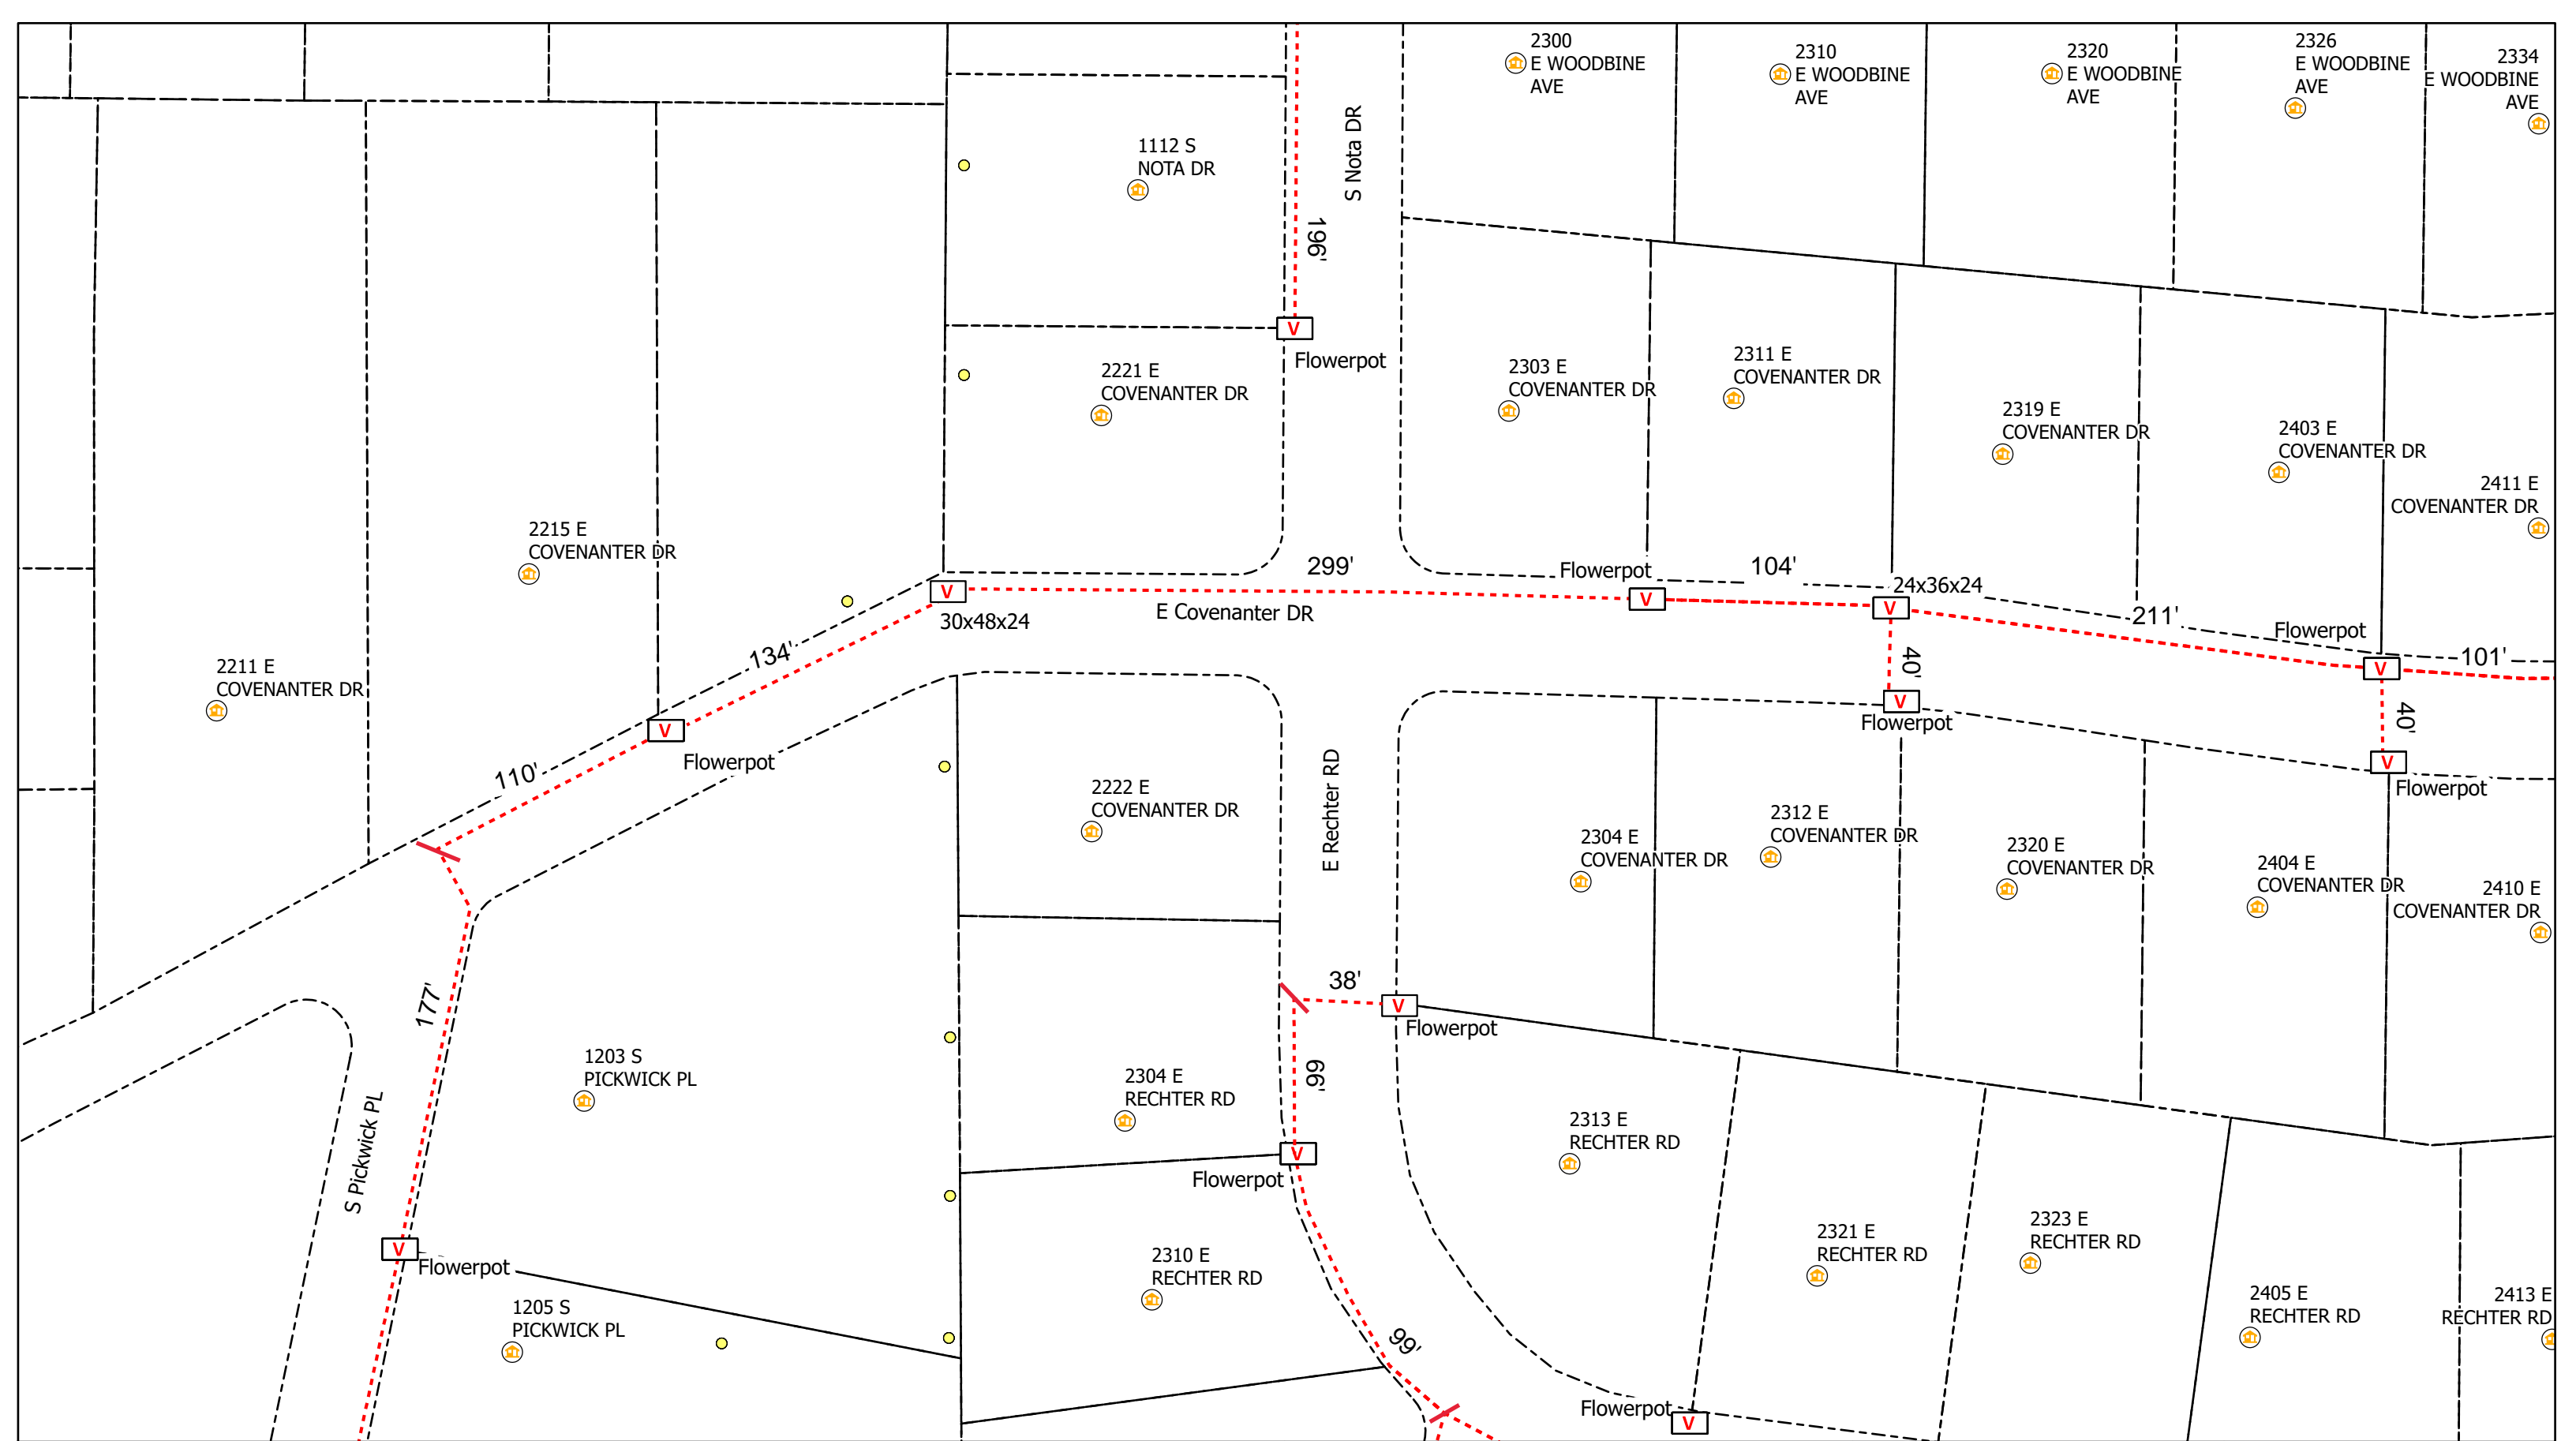 2300
E WOODBINE
AVE
2310
E WOODBINE
AVE
2320
E WOODBINE
AVE
2326
E WOODBINE
AVE
2334
E WOODBINE
AVE
1112 S
NOTA DR
S Nota DR
196'
V
Flowerpot
2221 E
COVENANTER DR
2303 E
COVENANTER DR
2311 E
COVENANTER DR
2319 E
COVENANTER DR
2403 E
COVENANTER DR
2411 E
COVENANTER DR
2215 E
COVENANTER DR
2211 E
COVENANTER DR
299'
Flowerpot
104'
24x36x24
V
V
V
30x48x24
E Covenanter DR
211'
Flowerpot
V
101'
134'
40'
V
Flowerpot
40'
V
Flowerpot
V
Flowerpot
110'
2222 E
COVENANTER DR
E Rechter RD
2304 E
COVENANTER DR
2312 E
COVENANTER DR
2320 E
COVENANTER DR
2404 E
COVENANTER DR
2410 E
COVENANTER DR
177'
38'
V
Flowerpot
1203 S
PICKWICK PL
S Pickwick PL
2304 E
RECHTER RD
66'
V
Flowerpot
2313 E
RECHTER RD
2321 E
RECHTER RD
2323 E
RECHTER RD
2405 E
RECHTER RD
2413 E
RECHTER RD
V
Flowerpot
1205 S
PICKWICK PL
2310 E
RECHTER RD
99'
Flowerpot
V